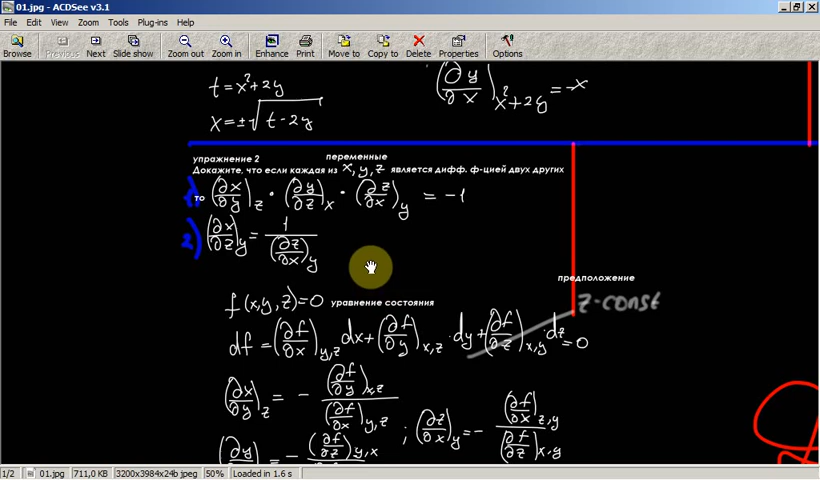 01.jpg - ACDSee v3.1
File Edit View Zoom Tools Plug-ins Help
Browse Previous Next Slide show Zoom out Zoom in Enhance Print Move to Copy to Delete Properties Options
t = x²+2y
(∂y/∂x)_{x²+2y} = -x
x = ±√(t-2y)
упражнение 2
переменные
Докажите, что если каждая из x, y, z является дифф. ф-цией двух других
1) то (∂x/∂y)_z · (∂y/∂z)_x · (∂z/∂x)_y = -1
2) (∂x/∂z)_y = 1/(∂z/∂x)_y
предположение
f(x,y,z)=0 уравнение состояния
z-const
df = (∂f/∂x)_{y,z} dx + (∂f/∂y)_{x,z} · dy + (∂f/∂z)_{x,y} · dz = 0
(∂x/∂y)_z = - (∂f/∂y)_{x,z} / (∂f/∂x)_{y,z} ; (∂z/∂x)_y = - (∂f/∂x)_{z,y} / (∂f/∂z)_{x,y}
(∂y = - (∂f/∂z)_{y,x}
1/2 01.jpg 711,0 KB 3200x3984x24b jpeg 50% Loaded in 1.6 s